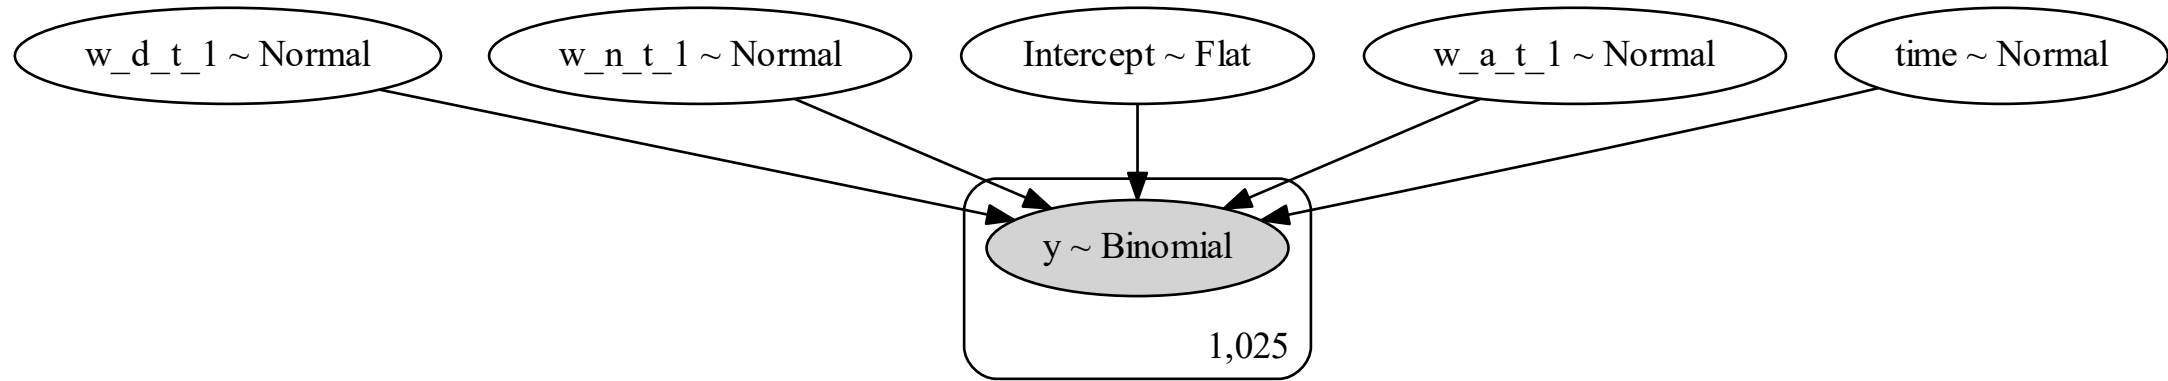 w_d_t_1 ~ Normal
w_n_t_1 ~ Normal
Intercept ~ Flat
w_a_t_1 ~ Normal
time ~ Normal
y ~ Binomial
1,025